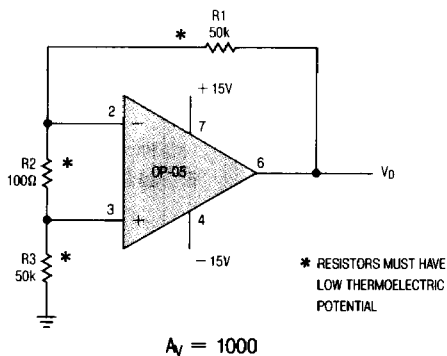 R1
* 50k
+ 15V
2
7
−
R2
100Ω *
OP-05
6
V₀
3
+
4
R3
50k *
− 15V
* RESISTORS MUST HAVE
LOW THERMOELECTRIC
POTENTIAL
Aᵥ = 1000